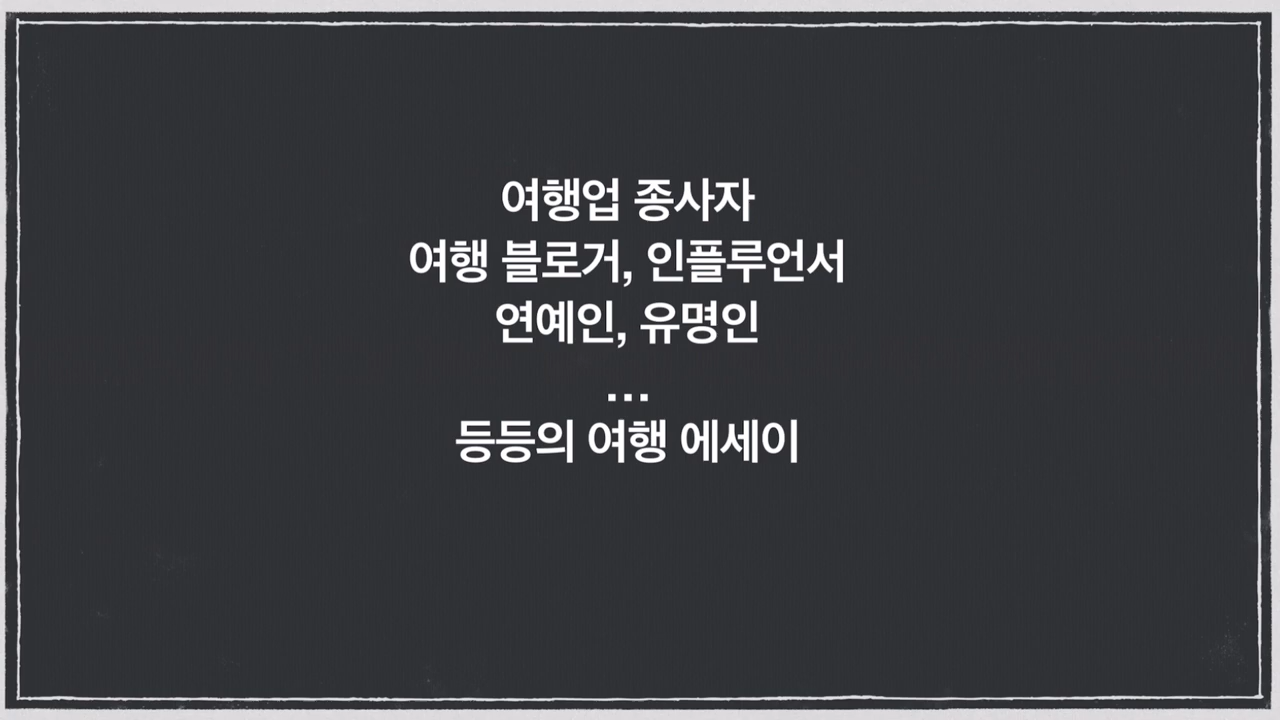 여행업 종사자
여행 블로거, 인플루언서
연예인, 유명인
...
등등의 여행 에세이